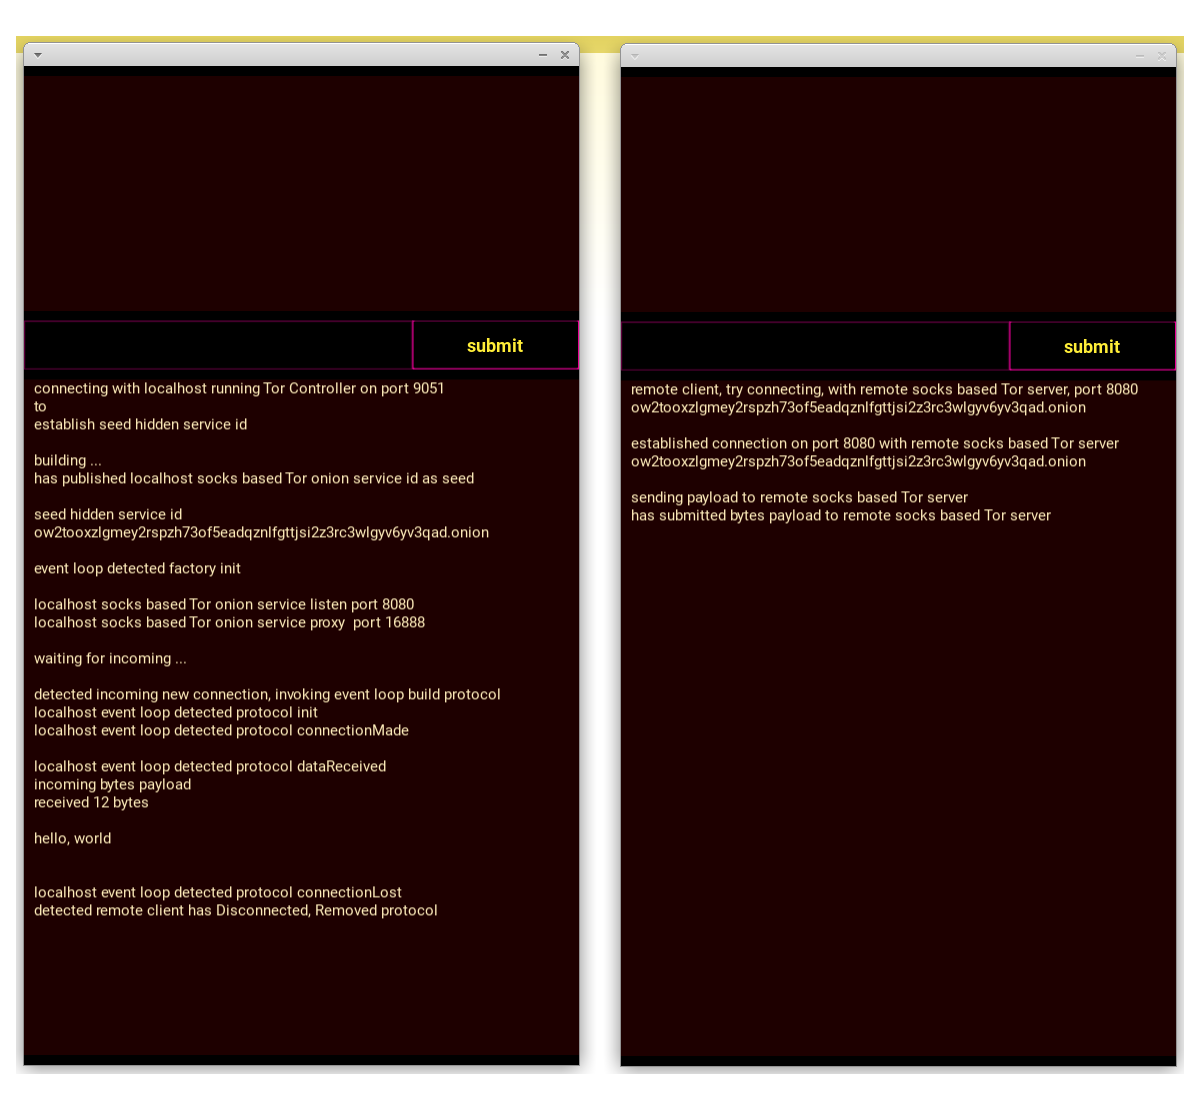 submit
connecting with localhost running Tor Controller on port 9051
to
establish seed hidden service id
building ...
has published localhost socks based Tor onion service id as seed
seed hidden service id
ow2tooxzlgmey2rspzh73of5eadqznlfgttjsi2z3rc3wlgyv6yv3qad.onion
event loop detected factory init
localhost socks based Tor onion service listen port 8080
localhost socks based Tor onion service proxy  port 16888
waiting for incoming ...
detected incoming new connection, invoking event loop build protocol
localhost event loop detected protocol init
localhost event loop detected protocol connectionMade
localhost event loop detected protocol dataReceived
incoming bytes payload
received 12 bytes
hello, world
localhost event loop detected protocol connectionLost
detected remote client has Disconnected, Removed protocol
submit
remote client, try connecting, with remote socks based Tor server, port 8080
ow2tooxzlgmey2rspzh73of5eadqznlfgttjsi2z3rc3wlgyv6yv3qad.onion
established connection on port 8080 with remote socks based Tor server
ow2tooxzlgmey2rspzh73of5eadqznlfgttjsi2z3rc3wlgyv6yv3qad.onion
sending payload to remote socks based Tor server
has submitted bytes payload to remote socks based Tor server